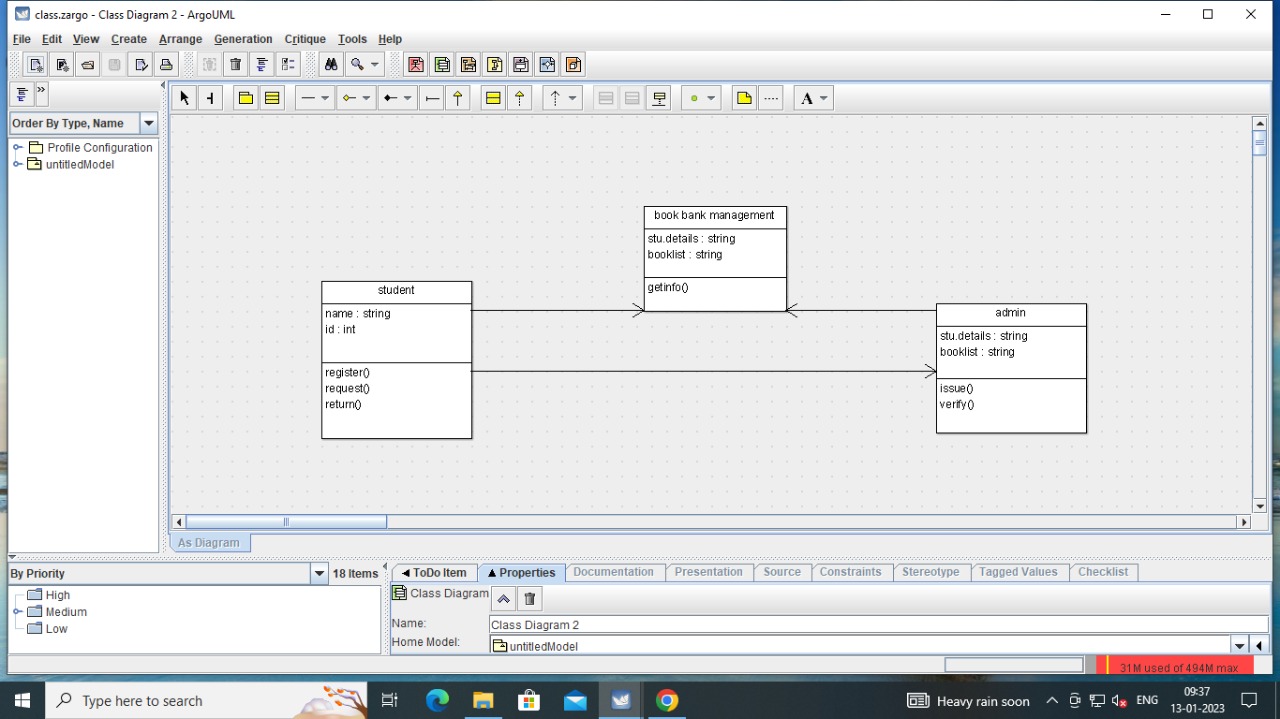 class.zargo - Class Diagram 2 - ArgoUML
File Edit View Create Arrange Generation Critique Tools Help
A
Order By Type, Name
Profile Configuration
untitledModel
book bank management
stu.details : string
booklist : string
getinfo()
student
name : string
id : int
register()
request()
return()
admin
stu.details : string
booklist : string
issue()
verify()
As Diagram
By Priority 18 Items
High
Medium
Low
ToDo Item Properties Documentation Presentation Source Constraints Stereotype Tagged Values Checklist
Class Diagram
Name: Class Diagram 2
Home Model: untitledModel
31M used of 494M max
Type here to search
Heavy rain soon
ENG
09:37
13-01-2023